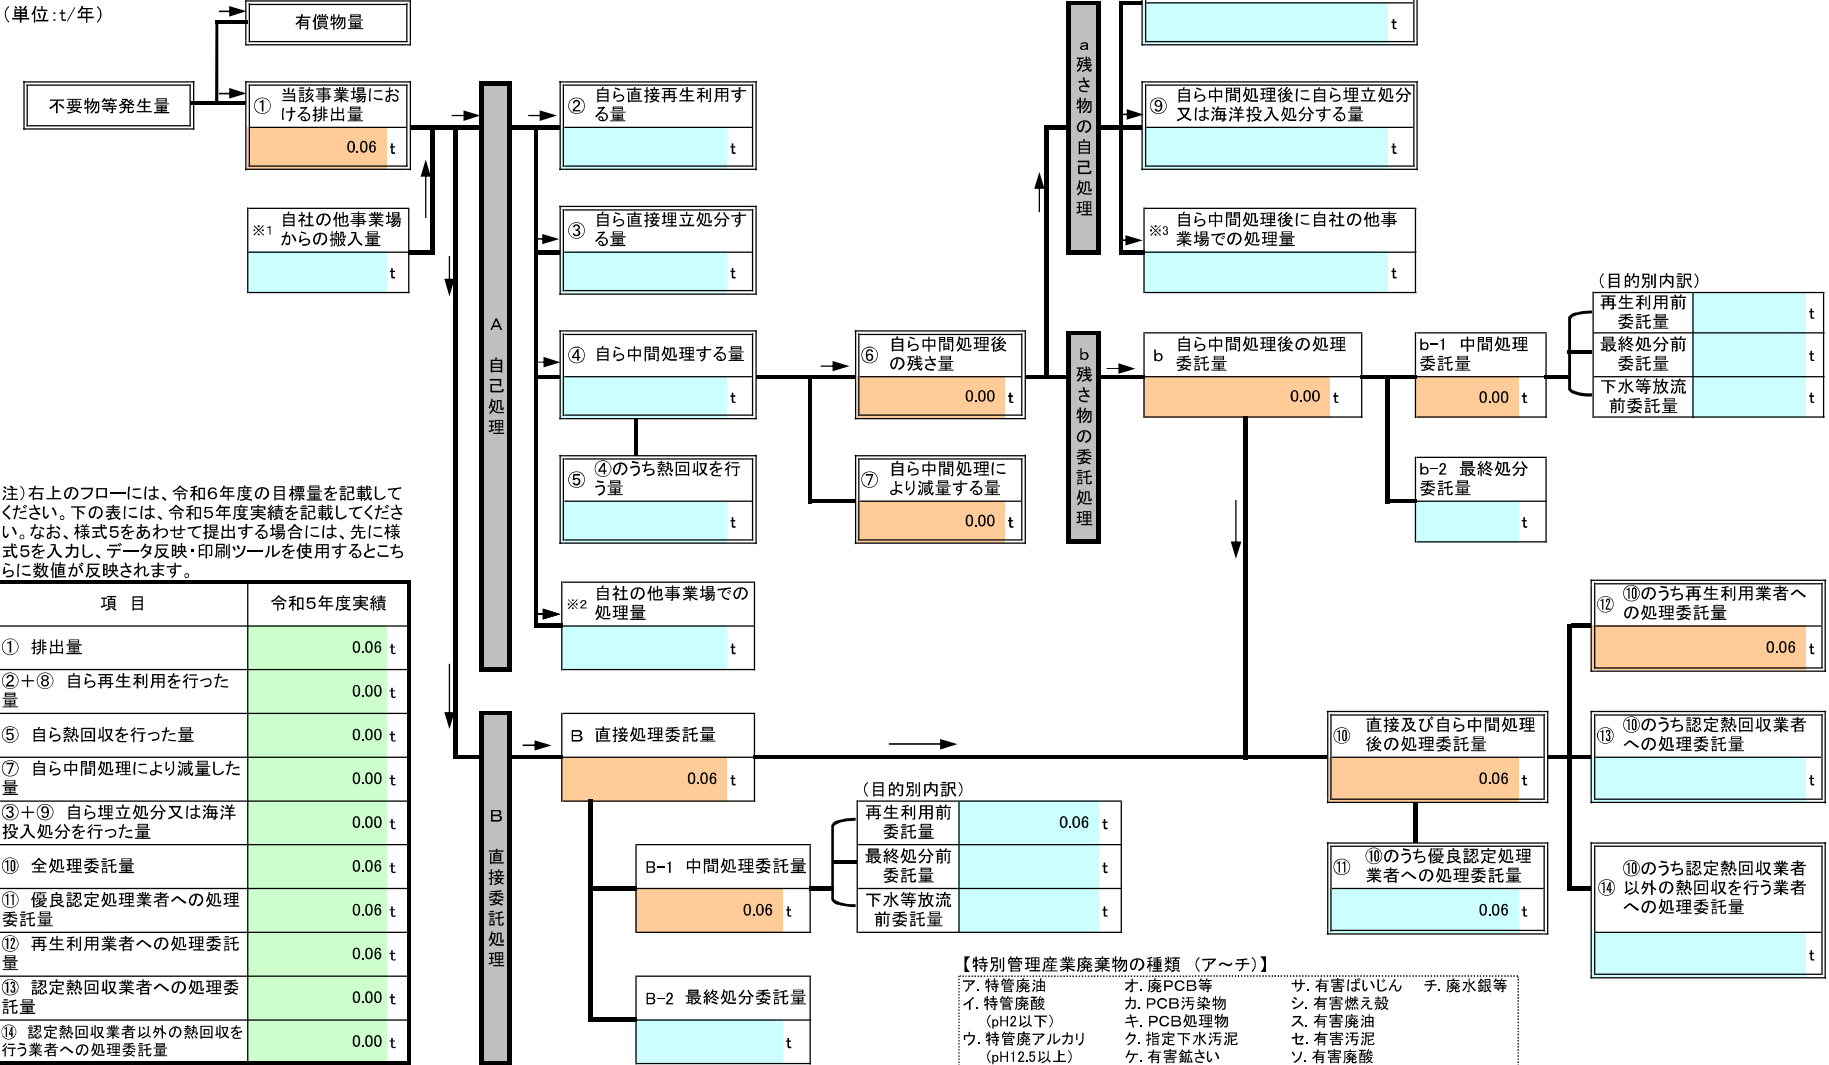 (単位:t/年)
有償物量
t
不要物等発生量
① 当該事業場にお
ける排出量
0.06 t
※1 自社の他事業場
からの搬入量
t
A 自己処理
② 自ら直接再生利用す
る量
t
③ 自ら直接埋立処分す
る量
t
④ 自ら中間処理する量
t
⑤ ④のうち熱回収を行
う量
t
※2 自社の他事業場での
処理量
t
⑥ 自ら中間処理後
の残さ量
0.00 t
⑦ 自ら中間処理に
より減量する量
0.00 t
a 残さ物の自己処理
⑨ 自ら中間処理後に自ら埋立処分
又は海洋投入処分する量
t
※3 自ら中間処理後に自社の他事
業場での処理量
t
b 残さ物の委託処理
b 自ら中間処理後の処理
委託量
0.00 t
b-1 中間処理
委託量
0.00 t
b-2 最終処分
委託量
t
(目的別内訳)
再生利用前
委託量
t
最終処分前
委託量
t
下水等放流
前委託量
t
注)右上のフローには、令和6年度の目標量を記載して
ください。下の表には、令和5年度実績を記載してくださ
い。なお、様式5をあわせて提出する場合には、先に様
式5を入力し、データ反映・印刷ツールを使用するとこち
らに数値が反映されます。
項 目 令和5年度実績
① 排出量 0.06 t
②+⑧ 自ら再生利用を行った
量 0.00 t
⑤ 自ら熱回収を行った量 0.00 t
⑦ 自ら中間処理により減量した
量 0.00 t
③+⑨ 自ら埋立処分又は海洋
投入処分を行った量 0.00 t
⑩ 全処理委託量 0.06 t
⑪ 優良認定処理業者への処理
委託量 0.06 t
⑫ 再生利用業者への処理委託
量 0.06 t
⑬ 認定熱回収業者への処理委
託量 0.00 t
⑭ 認定熱回収業者以外の熱回収を
行う業者への処理委託量 0.00 t
B 直接委託処理
B 直接処理委託量
0.06 t
B-1 中間処理委託量
0.06 t
B-2 最終処分委託量
t
(目的別内訳)
再生利用前
委託量
0.06 t
最終処分前
委託量
t
下水等放流
前委託量
t
⑩ 直接及び自ら中間処理
後の処理委託量
0.06 t
⑪ ⑩のうち優良認定処理
業者への処理委託量
0.06 t
⑫ ⑩のうち再生利用業者へ
の処理委託量
0.06 t
⑬ ⑩のうち認定熱回収業者
への処理委託量
t
⑭ ⑩のうち認定熱回収業者
以外の熱回収を行う業者
への処理委託量
t
【特別管理産業廃棄物の種類 (ア~チ)】
ア. 特管廃油 オ. 廃PCB等 サ. 有害ばいじん チ. 廃水銀等
イ. 特管廃酸 カ. PCB汚染物 シ. 有害燃え殻
(pH2以下) キ. PCB処理物 ス. 有害廃油
ウ. 特管廃アルカリ ク. 指定下水汚泥 セ. 有害汚泥
(pH12.5以上) ケ. 有害鉱さい ソ. 有害廃酸